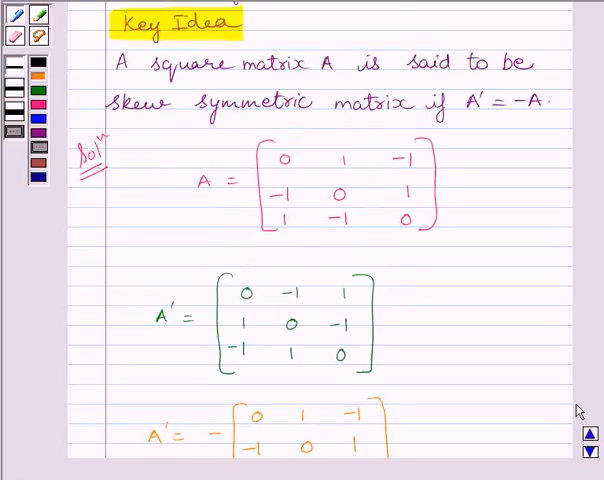 Key Idea
A square matrix A is said to be
skew symmetric matrix if A' = -A.
Solⁿ
A = [ 0 1 -1
-1 0 1
1 -1 0 ]
A' = [ 0 -1 1
1 0 -1
-1 1 0 ]
A' = - [ 0 1 -1
-1 0 1